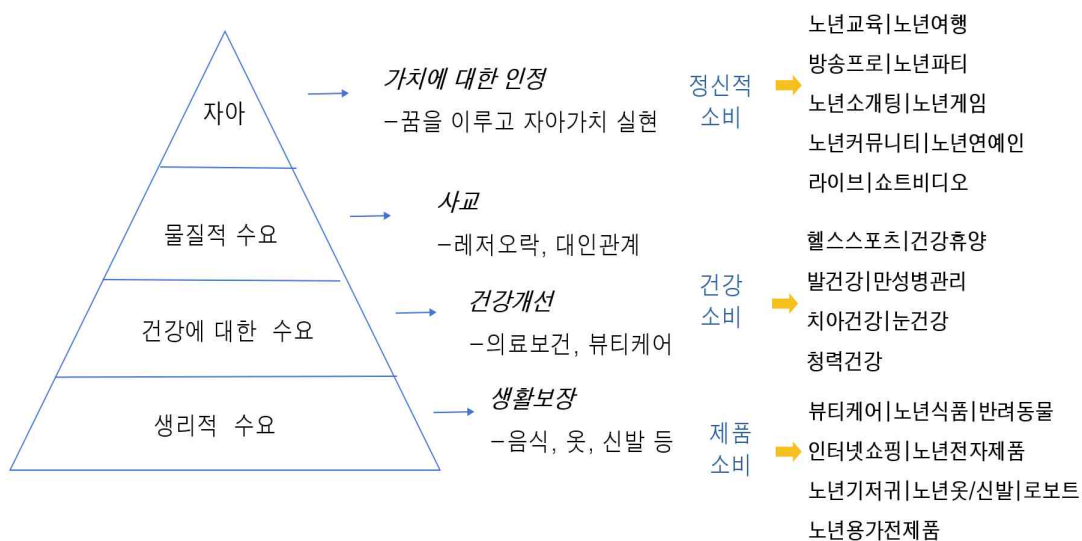 자아
물질적 수요
건강에 대한 수요
생리적 수요
가치에 대한 인정
-꿈을 이루고 자아가치 실현
사교
-레저오락, 대인관계
건강개선
-의료보건, 뷰티케어
생활보장
-음식, 옷, 신발 등
정신적
소비
건강
소비
제품
소비
노년교육|노년여행
방송프로|노년파티
노년소개팅|노년게임
노년커뮤니티|노년연예인
라이브|쇼트비디오
헬스스포츠|건강휴양
발건강|만성병관리
치아건강|눈건강
청력건강
뷰티케어|노년식품|반려동물
인터넷쇼핑|노년전자제품
노년기저귀|노년옷/신발|로보트
노년용가전제품